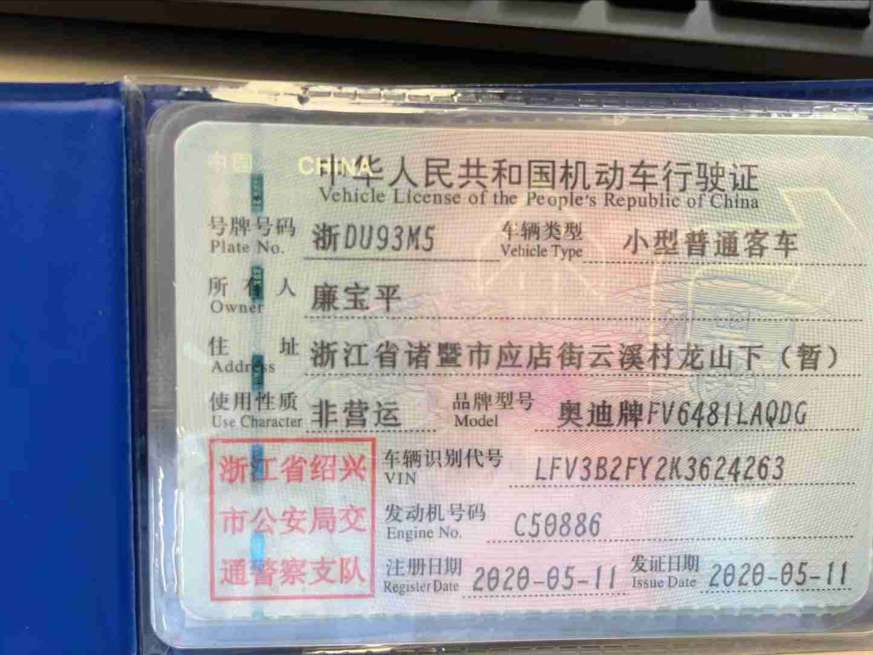 中国 CHINA
中华人民共和国机动车行驶证
Vehicle License of the People's Republic of China
号牌号码 浙DU93M5 车辆类型 小型普通客车
Plate No. Vehicle Type
所有人 廉宝平
Owner
住址 浙江省诸暨市应店街云溪村龙山下（暂）
Address
使用性质 非营运 品牌型号 奥迪牌FV6481LAQDG
Use Character Model
浙江省绍兴 车辆识别代号 LFV3B2FY2K3624263
VIN
市公安局交 发动机号码 C50886
Engine No.
通警察支队 注册日期 2020-05-11 发证日期 2020-05-11
Register Date Issue Date